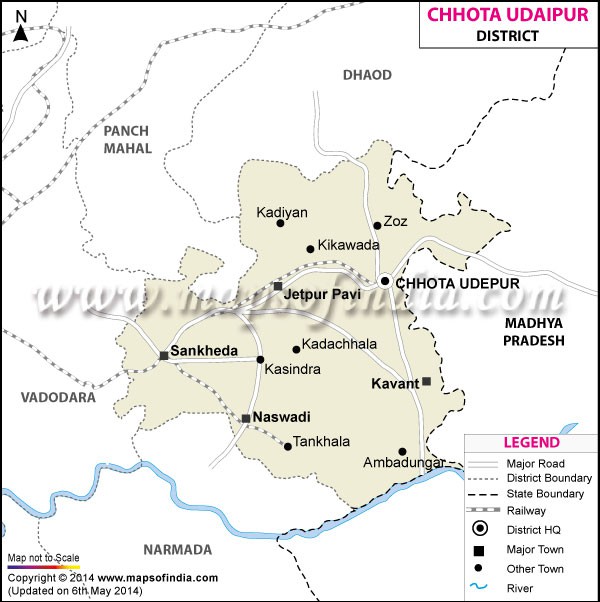 N
CHHOTA UDAIPUR
DISTRICT
DHAOD
PANCH
MAHAL
Kadiyan
Zoz
Kikawada
CHHOTA UDEPUR
Jetpur Pavi
www.mapsofindia.com
MADHYA
PRADESH
Sankheda
Kadachhala
Kasindra
Kavant
VADODARA
Naswadi
Tankhala
Ambadungar
NARMADA
LEGEND
Major Road
District Boundary
State Boundary
Railway
District HQ
Major Town
Other Town
River
Map not to Scale
Copyright © 2014 www.mapsofindia.com
(Updated on 6th May 2014)